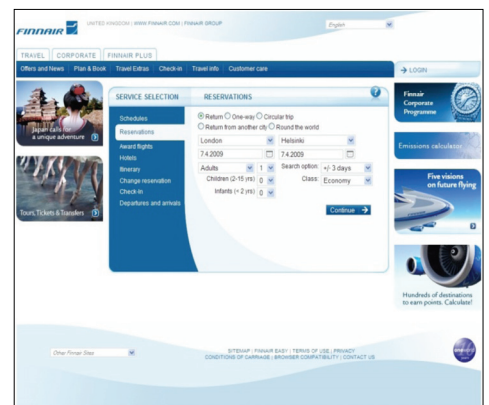 FINNAIR
UNITED KINGDOM | WWW.FINNAIR.COM | FINNAIR GROUP
English
TRAVEL CORPORATE FINNAIR PLUS
Offers and News Plan & Book Travel Extras Check-in Travel info Customer care
LOGIN
Japan calls for
a unique adventure
Tours, Tickets & Transfers
SERVICE SELECTION
Schedules
Reservations
Award flights
Hotels
Itinerary
Change reservation
Check-in
Departures and arrivals
RESERVATIONS
?
Return One-way Circular trip
Return from another city Round the world
London Helsinki
7.4.2009 7.4.2009
Adults 1 Search option: +/- 3 days
Children (2-15 yrs) 0 Class: Economy
Infants (< 2 yrs) 0
Continue
Finnair
Corporate
Programme
Emissions calculator
Five visions
on future flying
Hundreds of destinations
to earn points. Calculate!
Other Finnair Sites
SITEMAP | FINNAIR EASY | TERMS OF USE | PRIVACY
CONDITIONS OF CARRIAGE | BROWSER COMPATIBILITY | CONTACT US